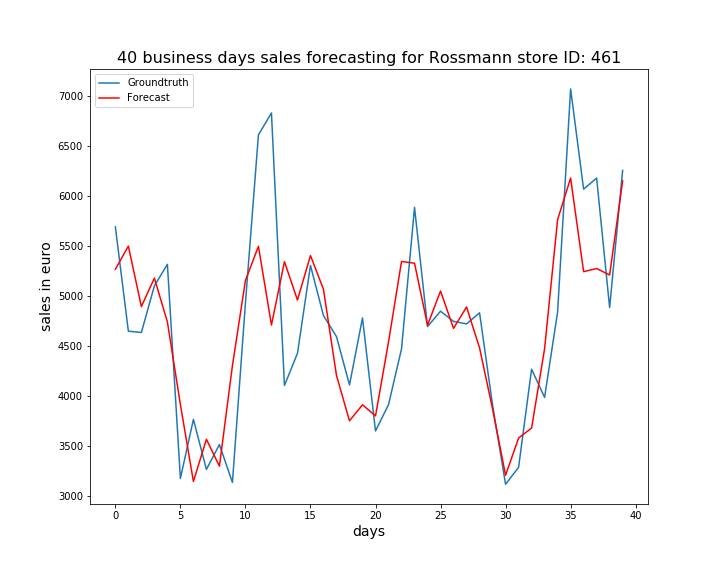 40 business days sales forecasting for Rossmann store ID: 461
Groundtruth
Forecast
7000
6500
6000
5500
5000
4500
4000
3500
3000
sales in euro
0 5 10 15 20 25 30 35 40
days